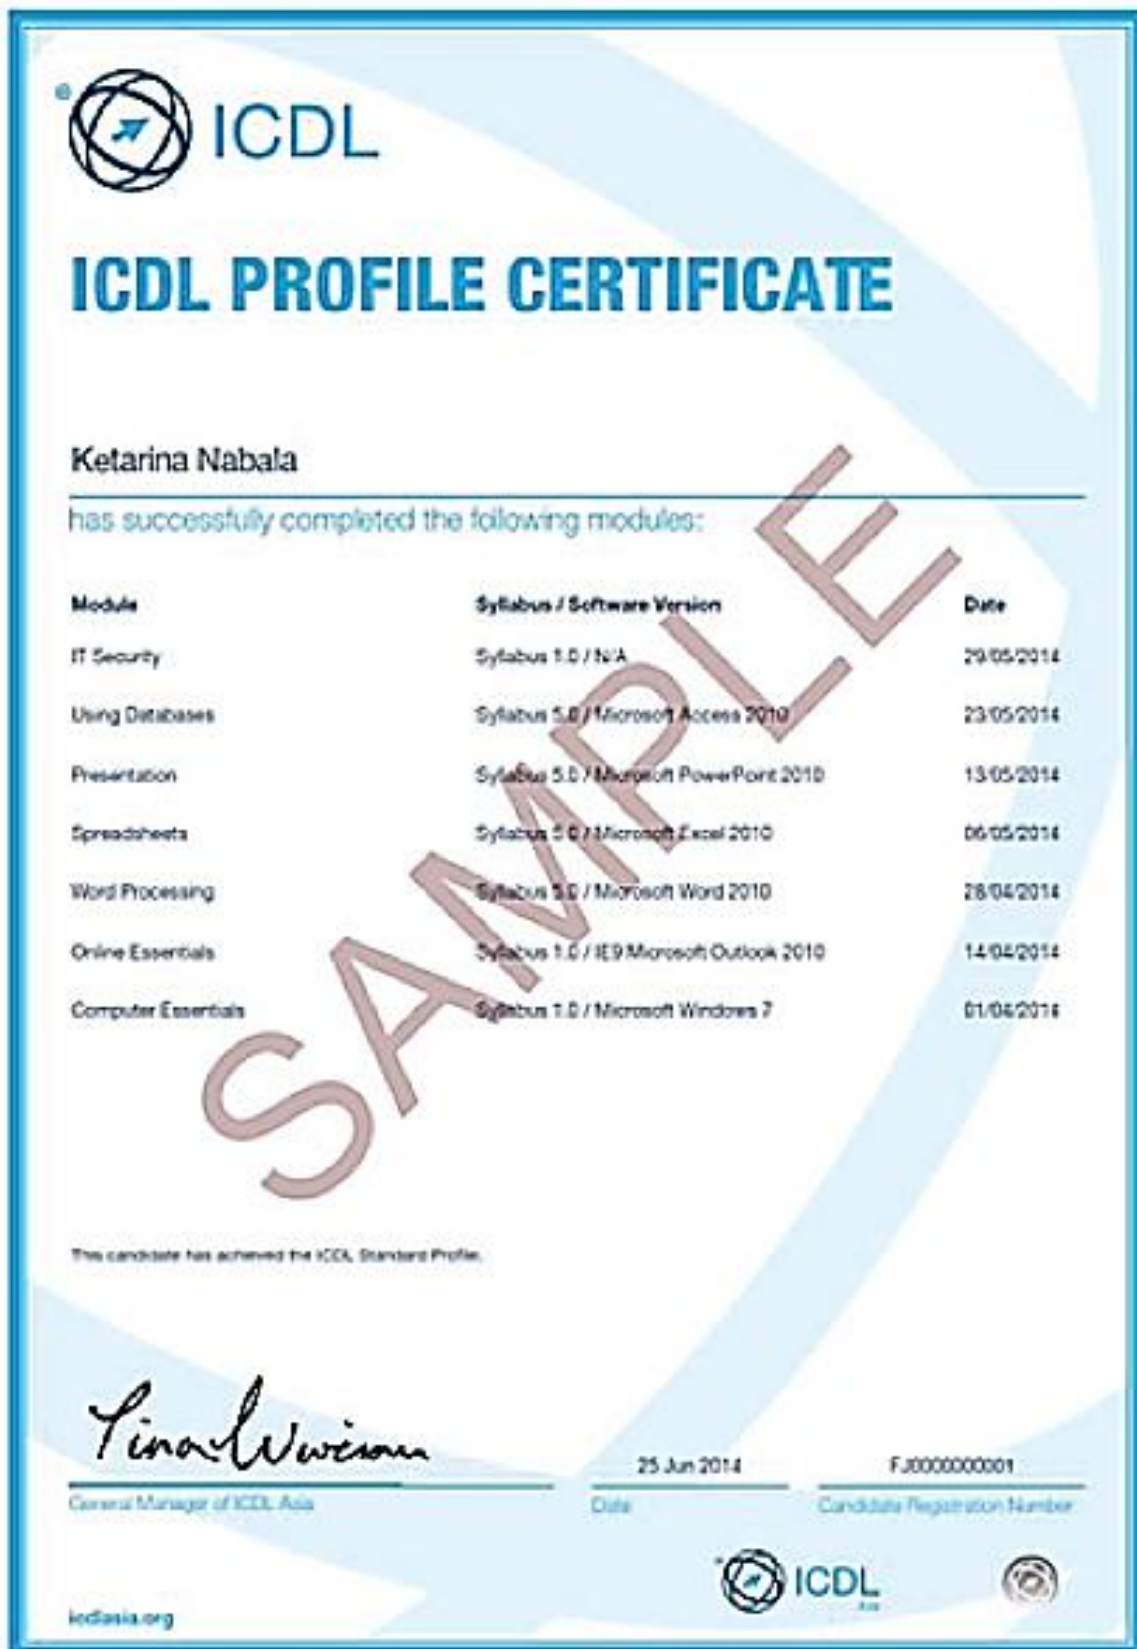 ICDL
ICDL PROFILE CERTIFICATE
Ketarina Nabala
has successfully completed the following modules:
Module Syllabus / Software Version Date
IT Security Syllabus 1.0 / N/A 29/05/2014
Using Databases Syllabus 5.0 / Microsoft Access 2010 23/05/2014
Presentation Syllabus 5.0 / Microsoft PowerPoint 2010 13/05/2014
Spreadsheets Syllabus 5.0 / Microsoft Excel 2010 06/05/2014
Word Processing Syllabus 5.0 / Microsoft Word 2010 28/04/2014
Online Essentials Syllabus 1.0 / IE9 Microsoft Outlook 2010 14/04/2014
Computer Essentials Syllabus 1.0 / Microsoft Windows 7 01/04/2014
SAMPLE
This candidate has achieved the ICDL Standard Profile.
Tina
25 Jun 2014 FJ0000000001
General Manager of ICDL Asia Date Candidate Registration Number
ICDL
Asia
icdlasia.org